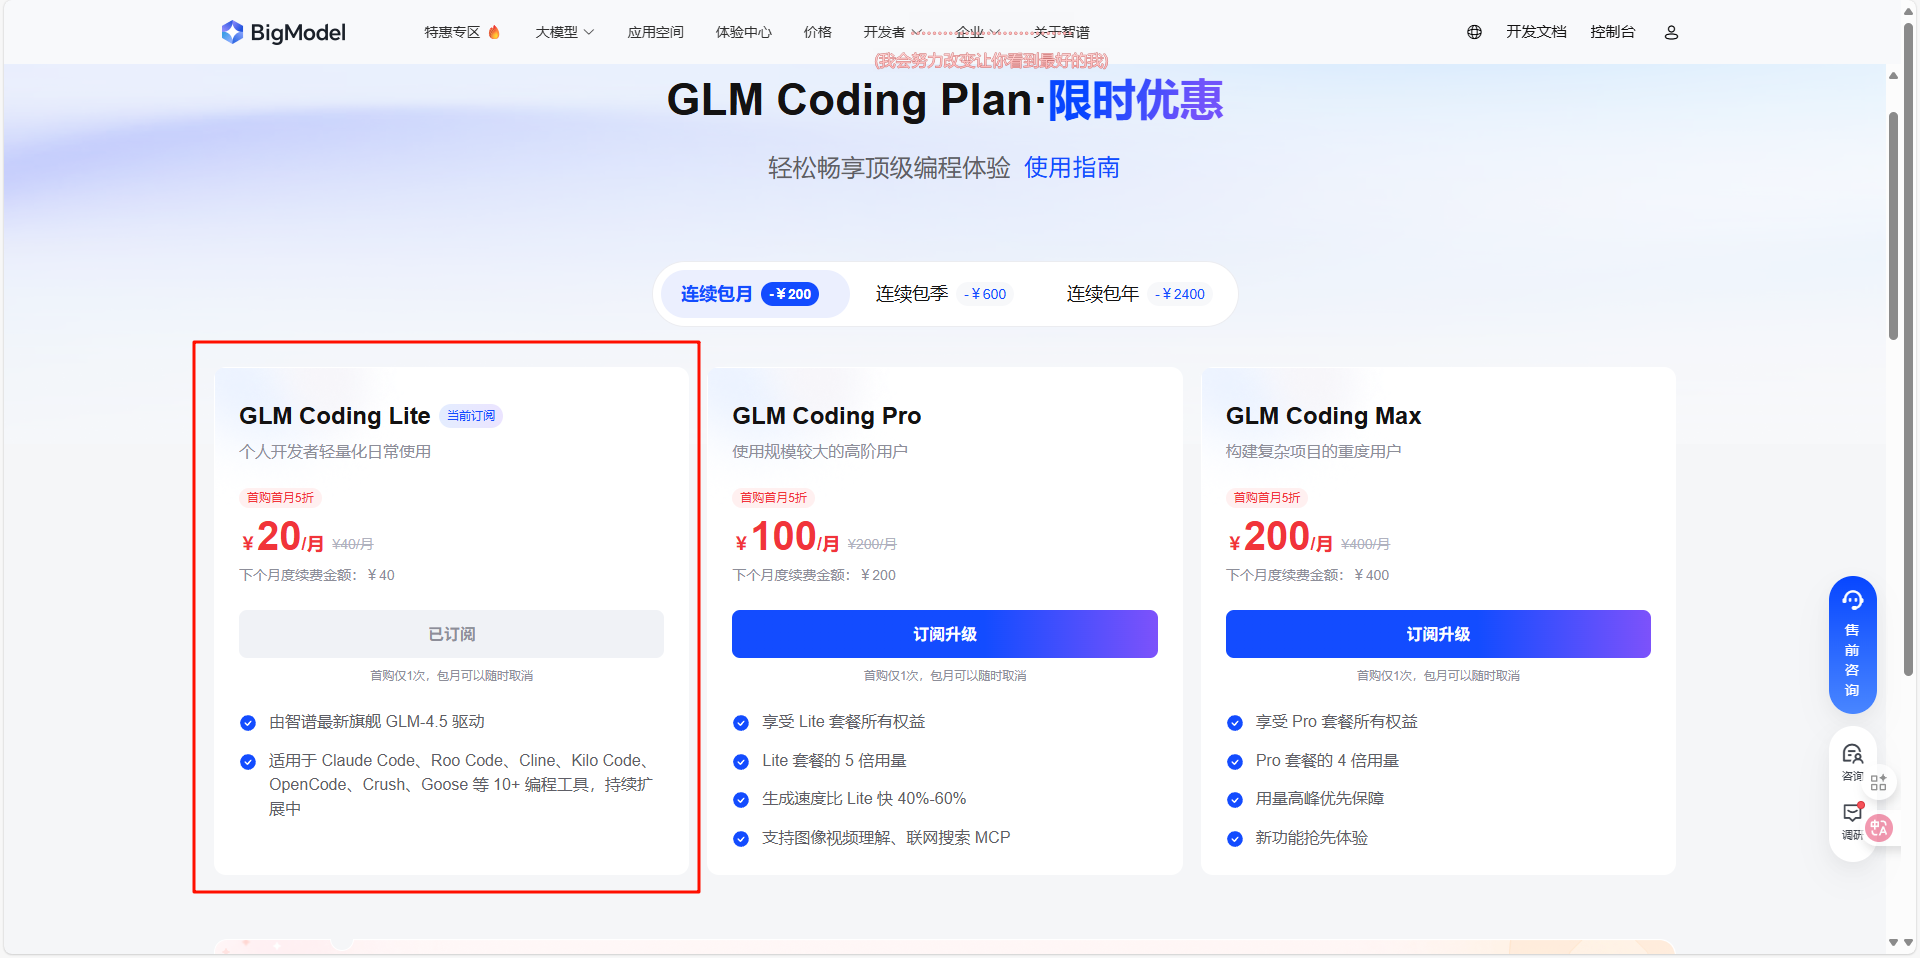 BigModel 特惠专区 大模型 应用空间 体验中心 价格 开发者 企业 关于智谱 开发文档 控制台
(我会努力改变让你看到最好的我)
GLM Coding Plan·限时优惠
轻松畅享顶级编程体验 使用指南
连续包月 -￥200 连续包季 -￥600 连续包年 -￥2400
GLM Coding Lite 当前订阅
个人开发者轻量化日常使用
首购首月5折
￥20/月 ￥40/月
下个月度续费金额：￥40
已订阅
首购仅1次，包月可以随时取消
由智谱最新旗舰 GLM-4.5 驱动
适用于 Claude Code、Roo Code、Cline、Kilo Code、
OpenCode、Crush、Goose 等 10+ 编程工具，持续扩
展中
GLM Coding Pro
使用规模较大的高阶用户
首购首月5折
￥100/月 ￥200/月
下个月度续费金额：￥200
订阅升级
首购仅1次，包月可以随时取消
享受 Lite 套餐所有权益
Lite 套餐的 5 倍用量
生成速度比 Lite 快 40%-60%
支持图像视频理解、联网搜索 MCP
GLM Coding Max
构建复杂项目的重度用户
首购首月5折
￥200/月 ￥400/月
下个月度续费金额：￥400
订阅升级
首购仅1次，包月可以随时取消
享受 Pro 套餐所有权益
Pro 套餐的 4 倍用量
用量高峰优先保障
新功能抢先体验
售
前
咨
询
咨询
调研
中A